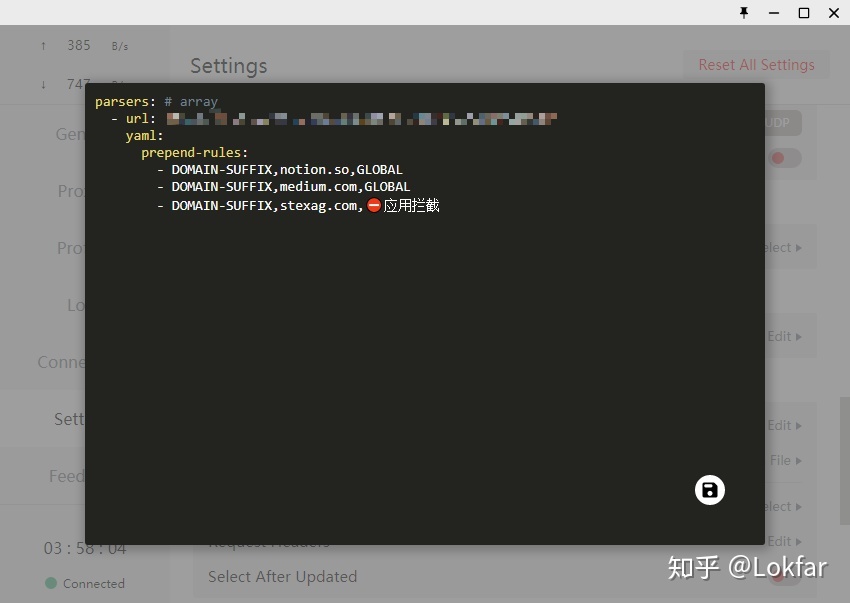 ↑ 385 B/s
Settings
Reset All Settings
↓ 747
parsers: # array
- url:
yaml:
prepend-rules:
- DOMAIN-SUFFIX,notion.so,GLOBAL
- DOMAIN-SUFFIX,medium.com,GLOBAL
- DOMAIN-SUFFIX,stexag.com,⛔应用拦截
UDP
Gen
Pro
Pro
elect
Lo
Edit
Conne
Sett
Edit
File
Feed
elect
03 : 58 : 04
Request Headers
Edit
Connected
Select After Updated
知乎 @Lokfar